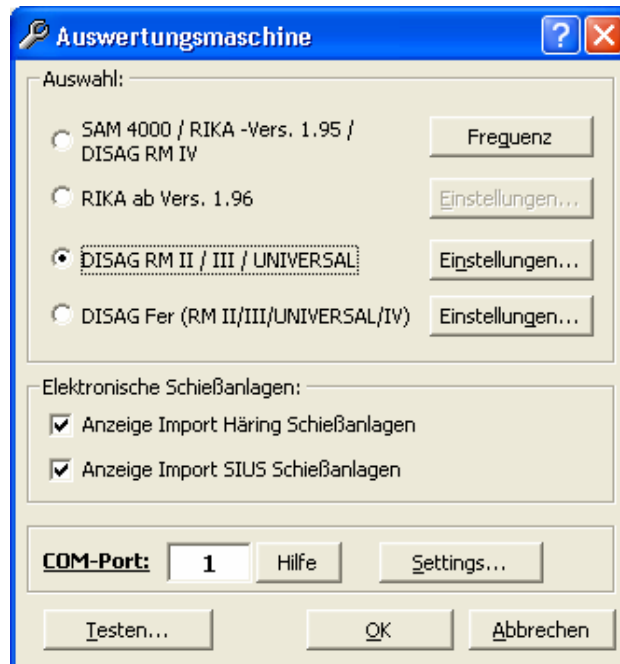 Auswertungsmaschine
Auswahl:
SAM 4000 / RIKA -Vers. 1.95 /
DISAG RM IV
Frequenz
RIKA ab Vers. 1.96
Einstellungen...
DISAG RM II / III / UNIVERSAL
Einstellungen...
DISAG Fer (RM II/III/UNIVERSAL/IV)
Einstellungen...
Elektronische Schießanlagen:
Anzeige Import Häring Schießanlagen
Anzeige Import SIUS Schießanlagen
COM-Port: 1 Hilfe Settings...
Testen... OK Abbrechen